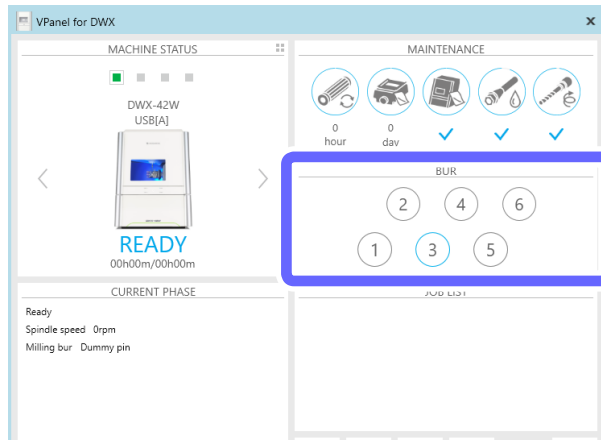 VPanel for DWX
MACHINE STATUS
DWX-42W
USB[A]
READY
00h00m/00h00m
MAINTENANCE
0
hour
0
day
BUR
2
4
6
1
3
5
CURRENT PHASE
Ready
Spindle speed 0rpm
Milling bur Dummy pin
JOB LIST